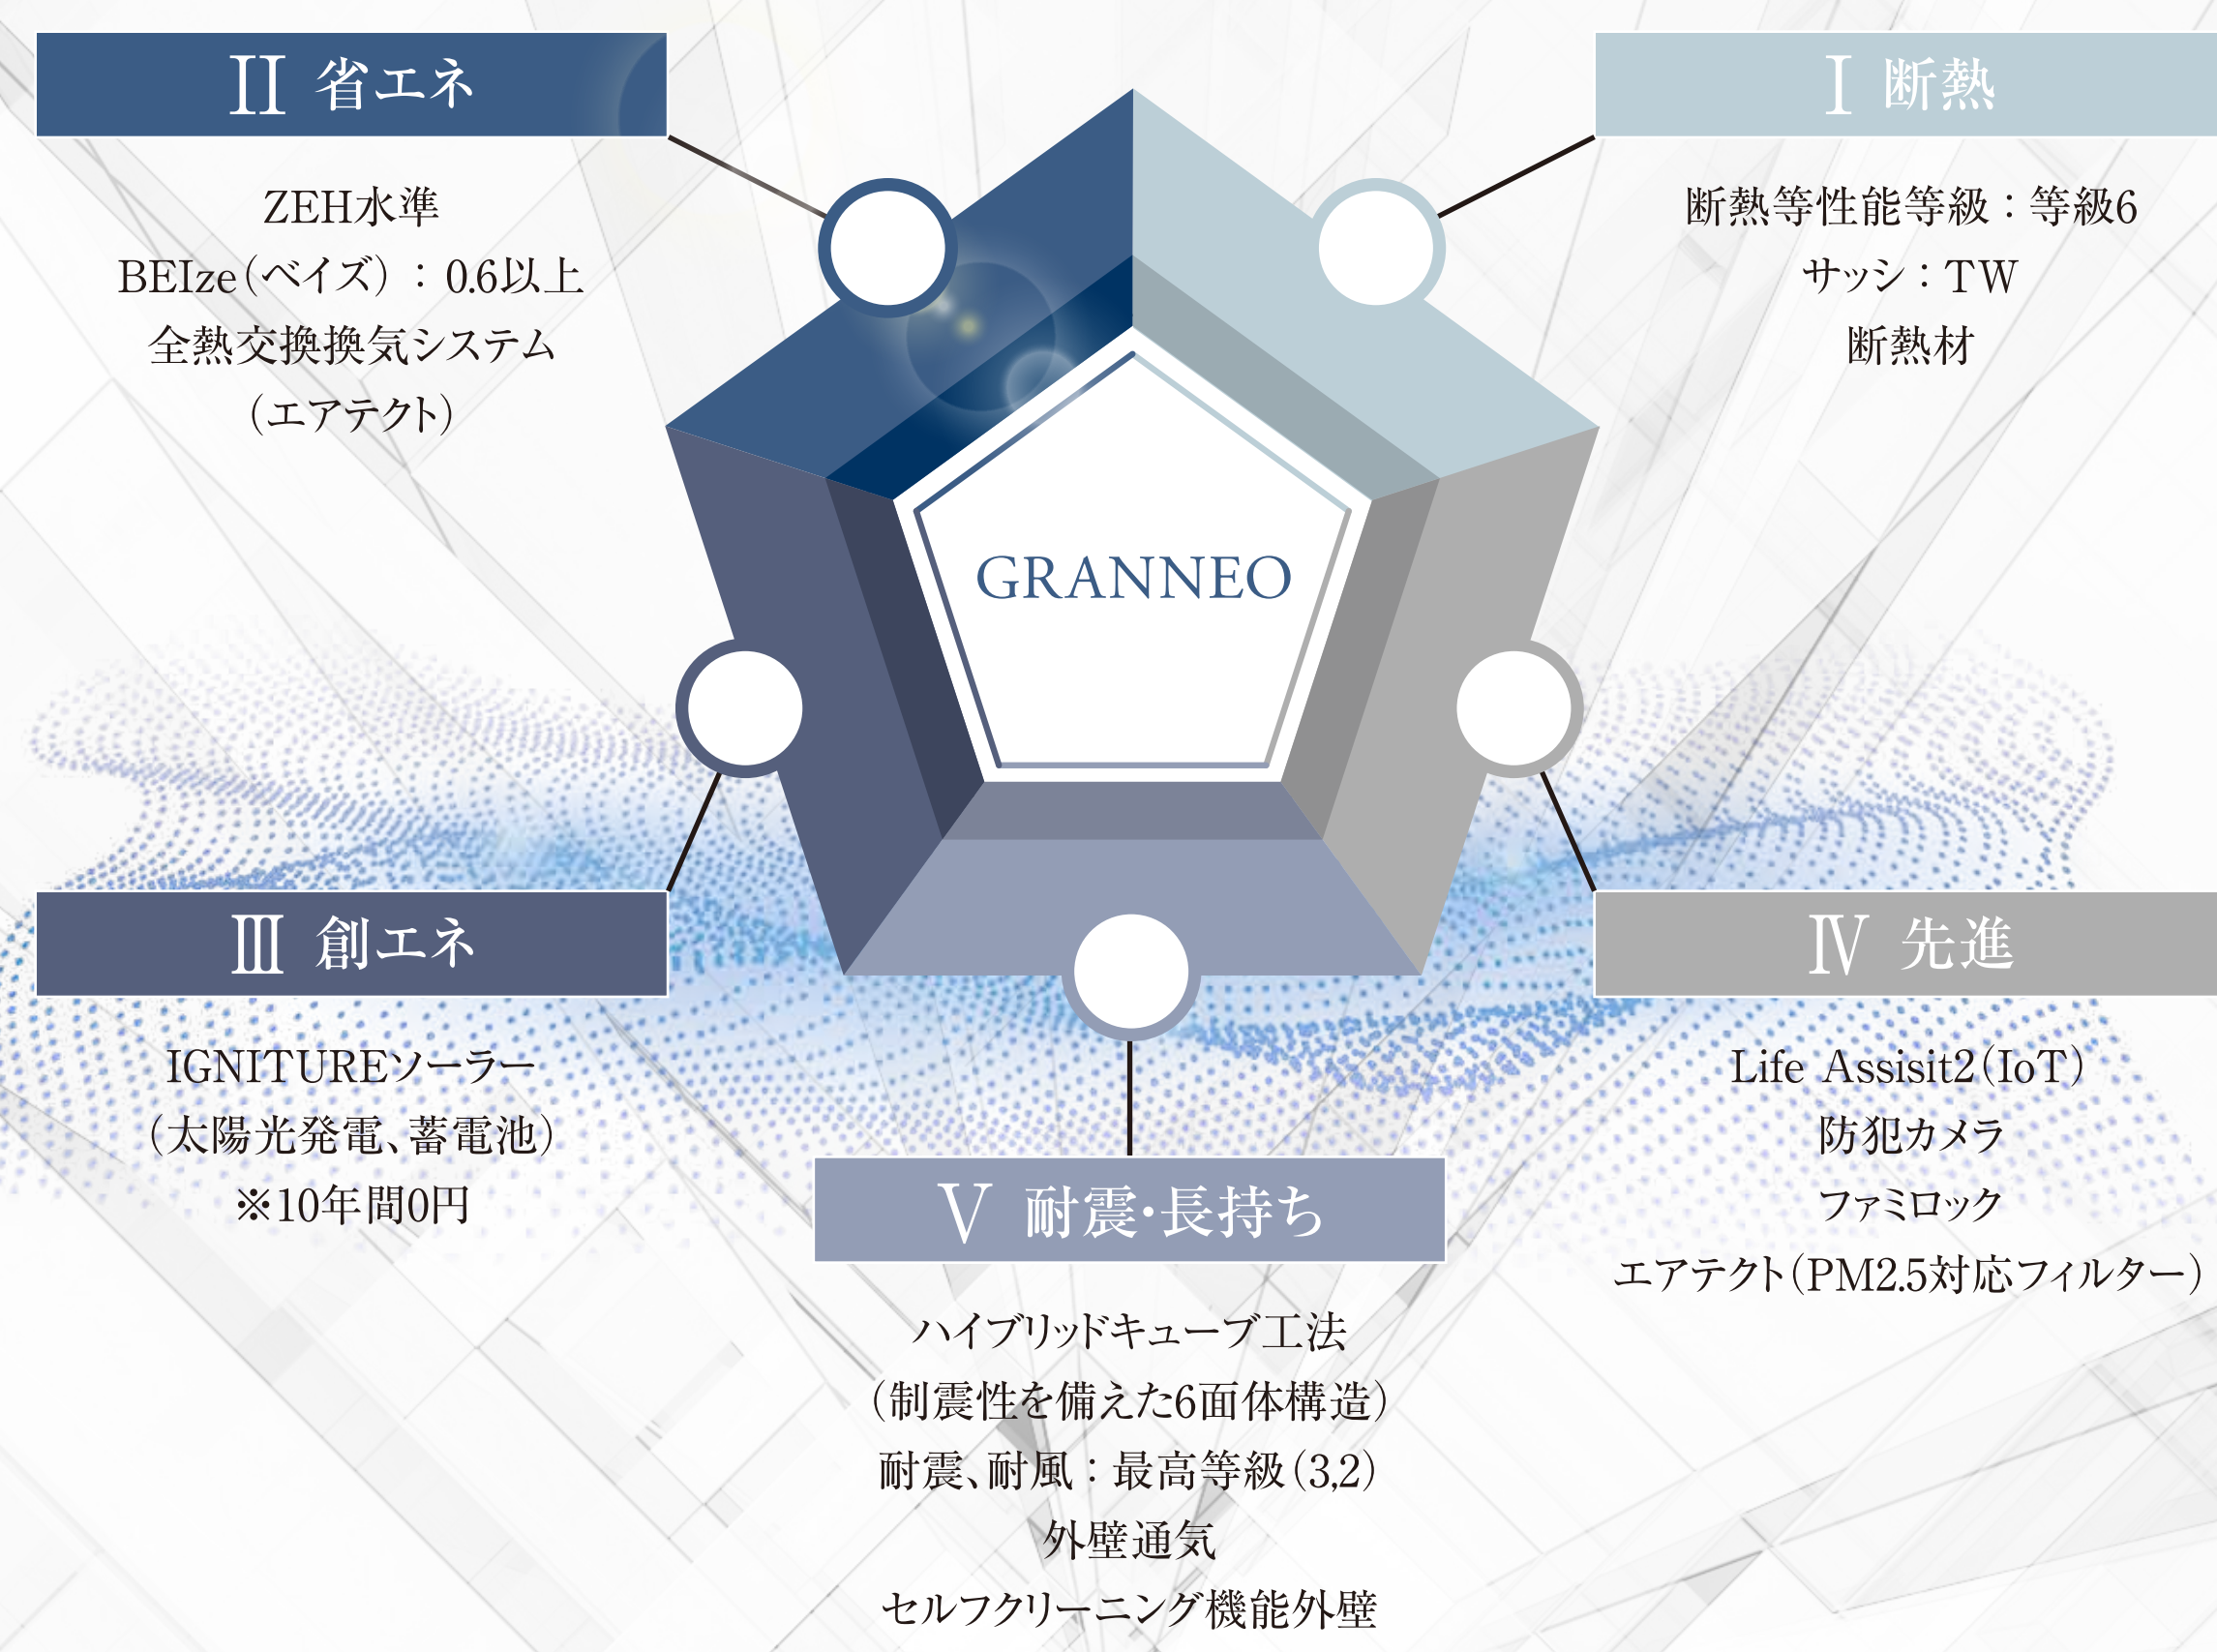 Ⅱ 省エネ
ZEH水準
BEIze(ベイズ):0.6以上
全熱交換換気システム
(エアテクト)
Ⅰ 断熱
断熱等性能等級:等級6
サッシ:TW
断熱材
GRANNEO
Ⅲ 創エネ
IGNITUREソーラー
(太陽光発電、蓄電池)
※10年間0円
Ⅳ 先進
Life Assisit2(IoT)
防犯カメラ
ファミロック
エアテクト(PM2.5対応フィルター)
Ⅴ 耐震・長持ち
ハイブリッドキューブ工法
(制震性を備えた6面体構造)
耐震、耐風:最高等級(3,2)
外壁通気
セルフクリーニング機能外壁